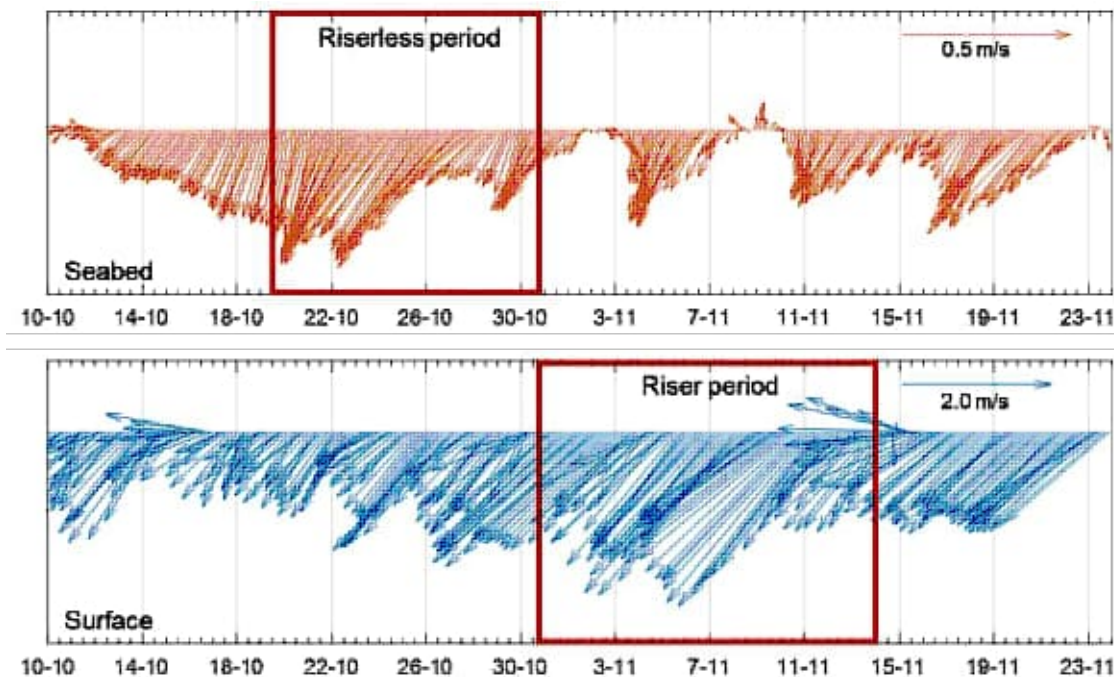 Riserless period
0.5 m/s
Seabed
10-10 14-10 18-10 22-10 26-10 30-10 3-11 7-11 11-11 15-11 19-11 23-11
Riser period
2.0 m/s
Surface
10-10 14-10 18-10 22-10 26-10 30-10 3-11 7-11 11-11 15-11 19-11 23-11